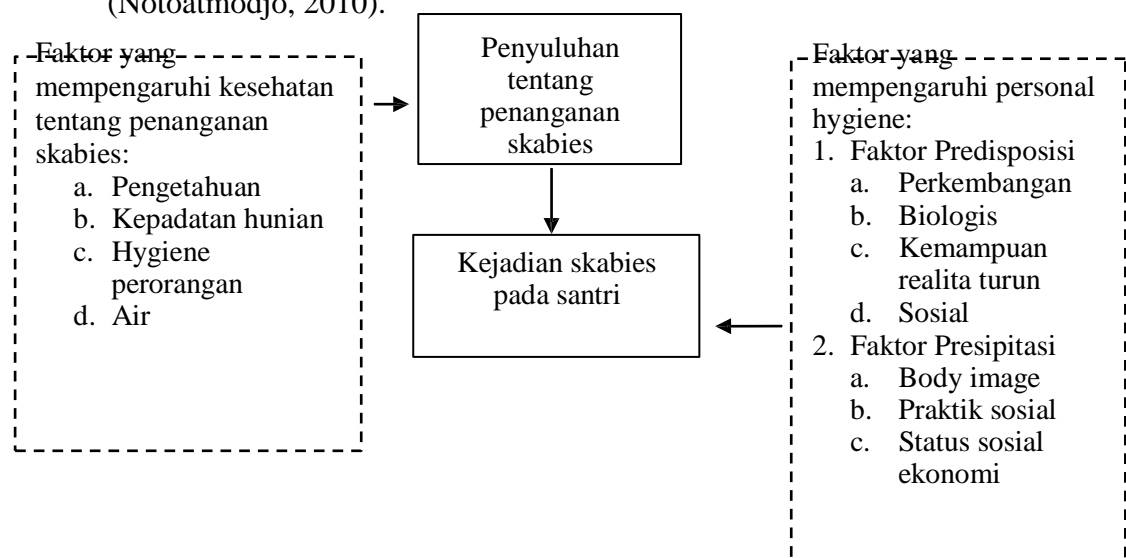 (Notoatmodjo, 2010).
Faktor yang
mempengaruhi kesehatan
tentang penanganan
skabies:
a. Pengetahuan
b. Kepadatan hunian
c. Hygiene
perorangan
d. Air
Penyuluhan
tentang
penanganan
skabies
Kejadian skabies
pada santri
Faktor yang
mempengaruhi personal
hygiene:
1. Faktor Predisposisi
a. Perkembangan
b. Biologis
c. Kemampuan
realita turun
d. Sosial
2. Faktor Presipitasi
a. Body image
b. Praktik sosial
c. Status sosial
ekonomi